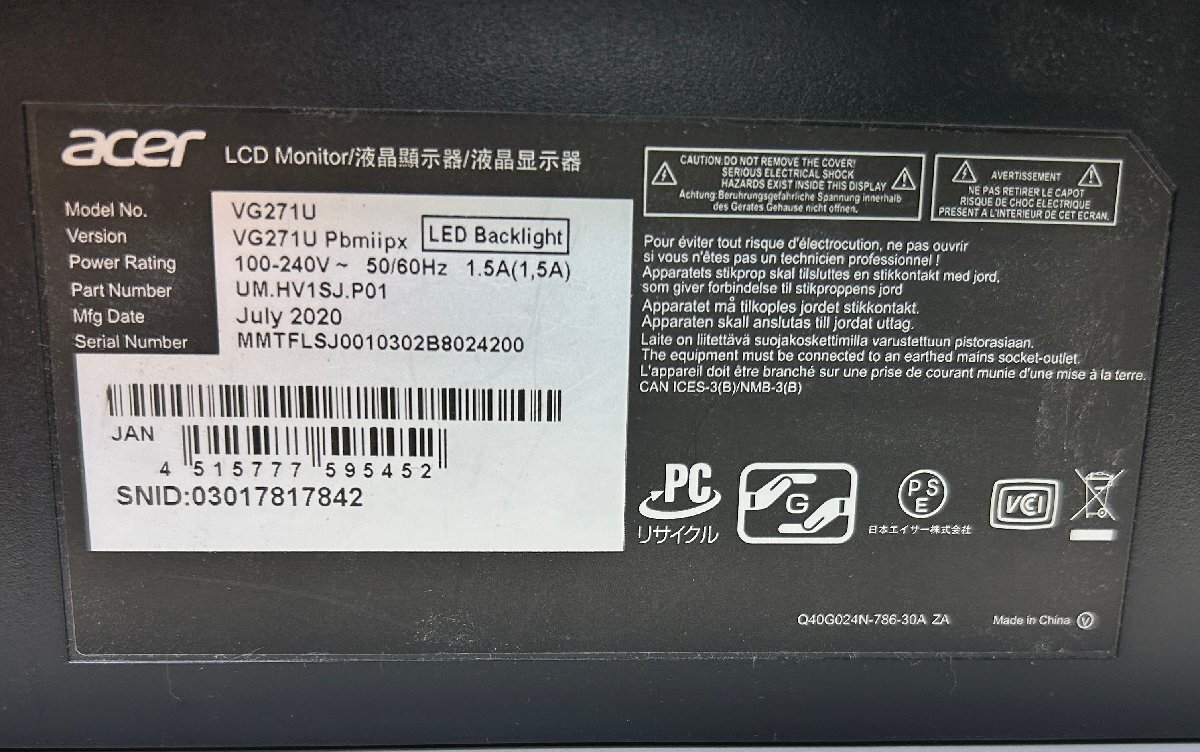 acer LCD Monitor/液晶顯示器/液晶显示器
Model No. VG271U
Version VG271U Pbmiipx LED Backlight
Power Rating 100-240V~ 50/60Hz 1.5A(1,5A)
Part Number UM.HV1SJ.P01
Mfg Date July 2020
Serial Number MMTFLSJ0010302B8024200
JAN
4 515777 595452
SNID:03017817842
CAUTION.DO NOT REMOVE THE COVER!
SERIOUS ELECTRICAL SHOCK
HAZARDS EXIST INSIDE THIS DISPLAY
Achtung:Beruhrungsgefahrliche Spannung innerhalb
des Gerates.Gehause nicht offnen.
AVERTISSEMENT
NE PAS RETIRER LE CAPOT
RISQUE DE CHOC ELECTRIQUE
PRESENT A L'INTERIEUR DE CET ECRAN.
Pour éviter tout risque d'électrocution, ne pas ouvrir
si vous n'êtes pas un technicien professionnel !
Apparatets stikprop skal tilsluttes en stikkontakt med jord,
som giver forbindelse til stikproppens jord
Apparatet må tilkoples jordet stikkontakt.
Apparaten skall anslutas till jordat uttag.
Laite on liitettävä suojakoskettimilla varustettuun pistorasiaan.
The equipment must be connected to an earthed mains socket-outlet.
L'appareil doit être branché sur une prise de courant munie d'une mise à la terre.
CAN ICES-3(B)/NMB-3(B)
PC
リサイクル
G
PSE
日本エイサー株式会社
VCCI
Q40G024N-786-30A ZA
Made in China V